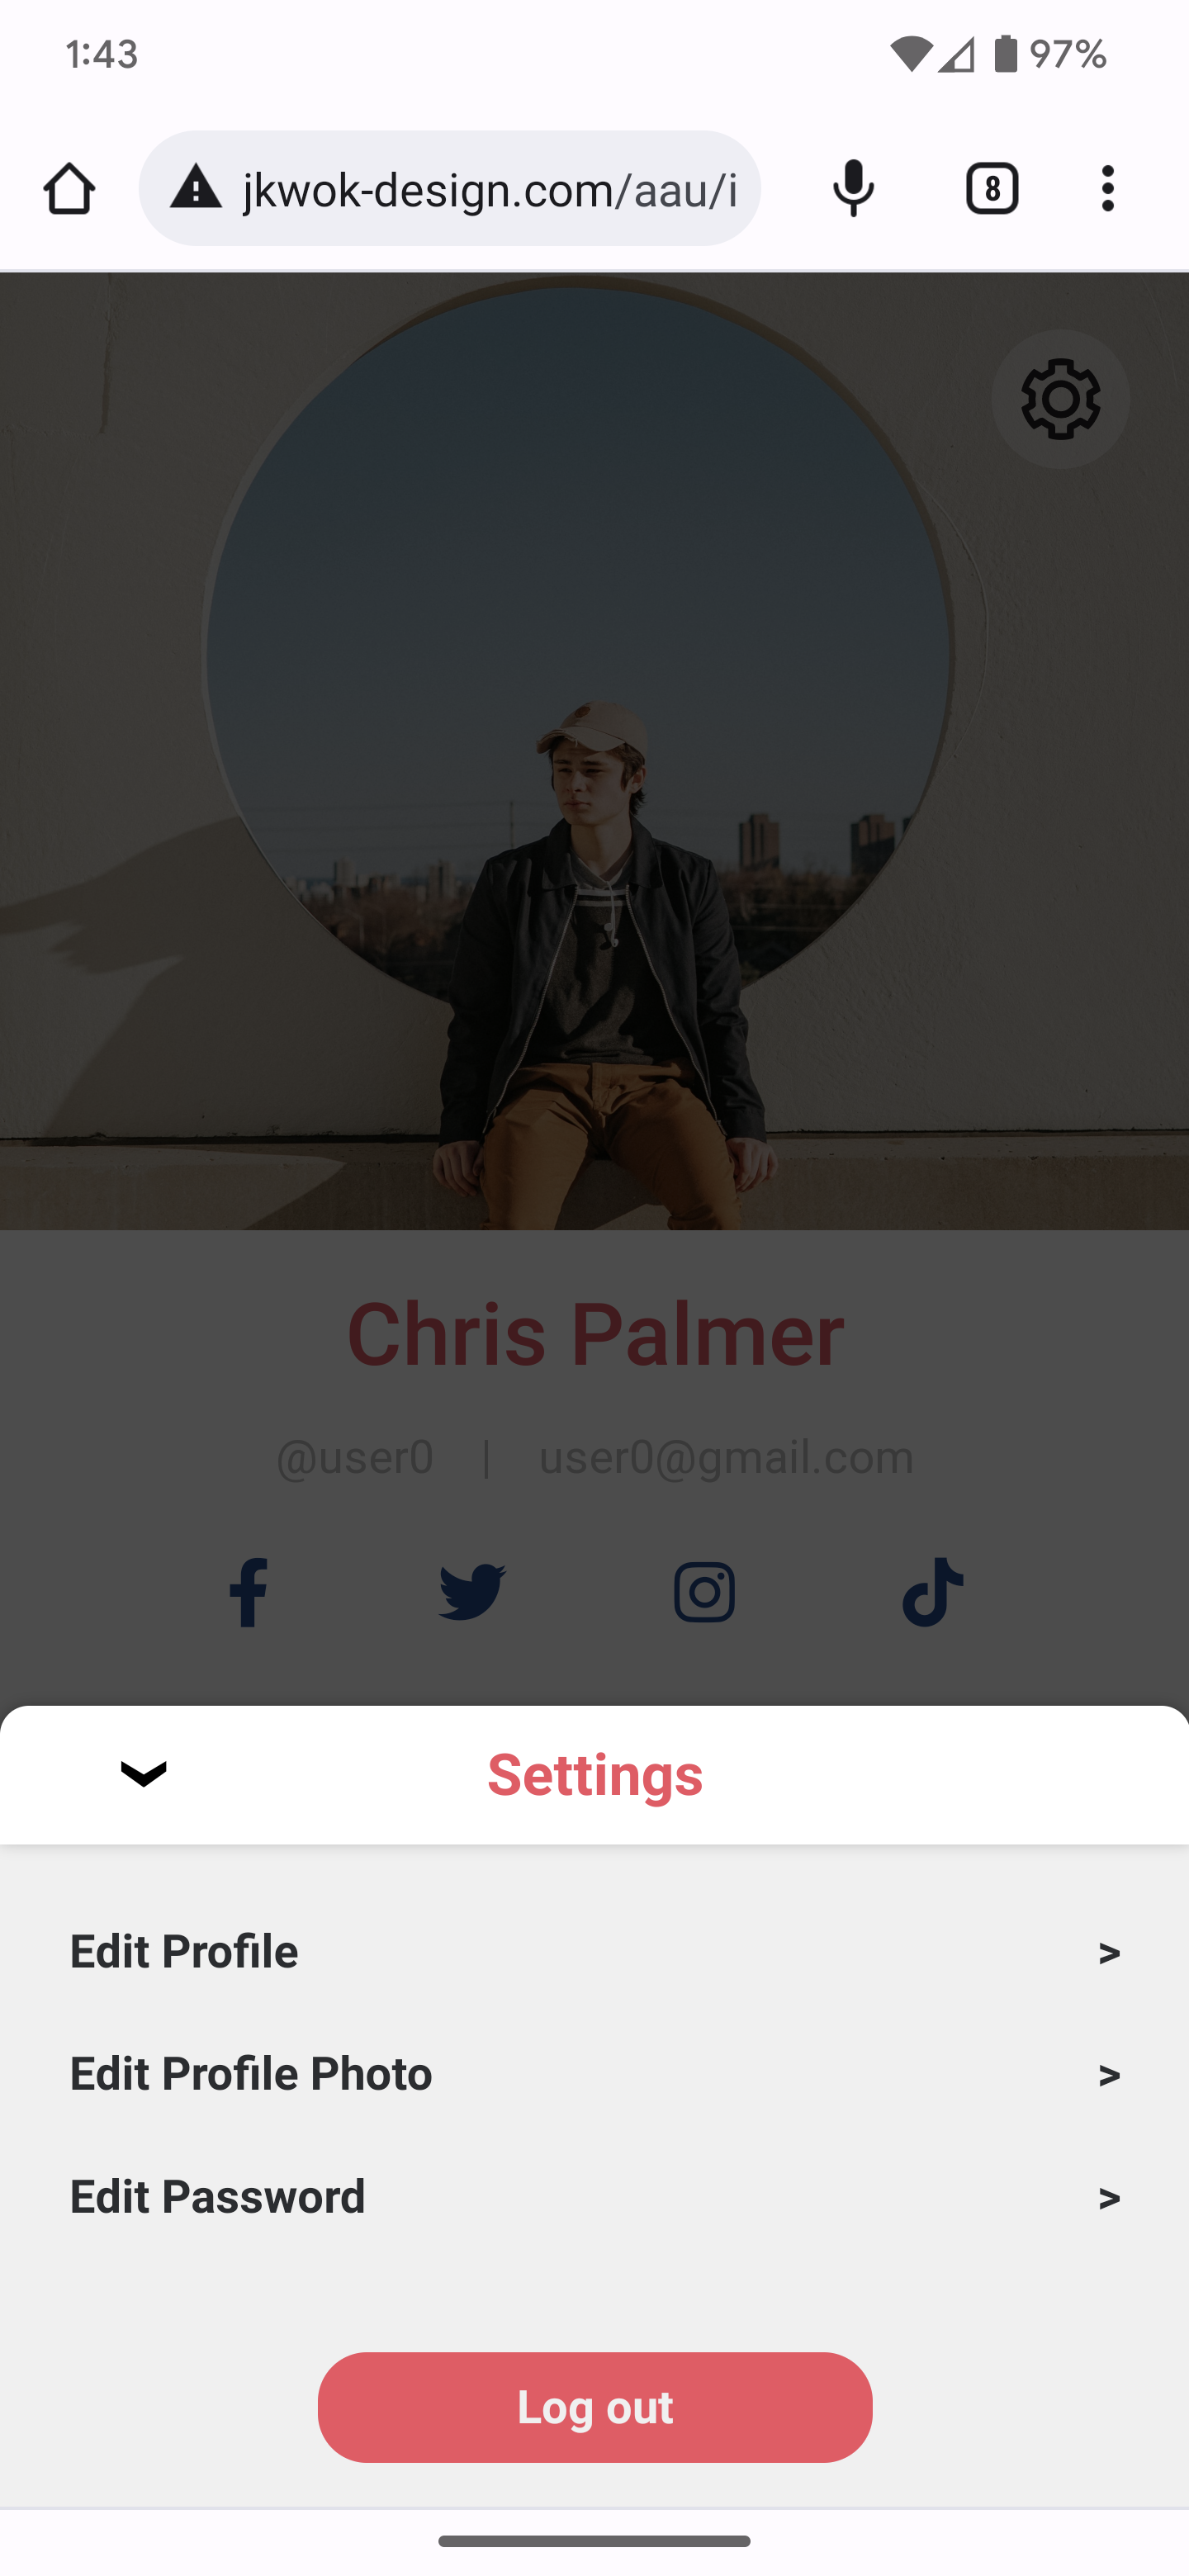 1:43
97%
jkwok-design.com/aau/i
8
Chris Palmer
@user0 | user0@gmail.com
Settings
Edit Profile >
Edit Profile Photo >
Edit Password >
Log out